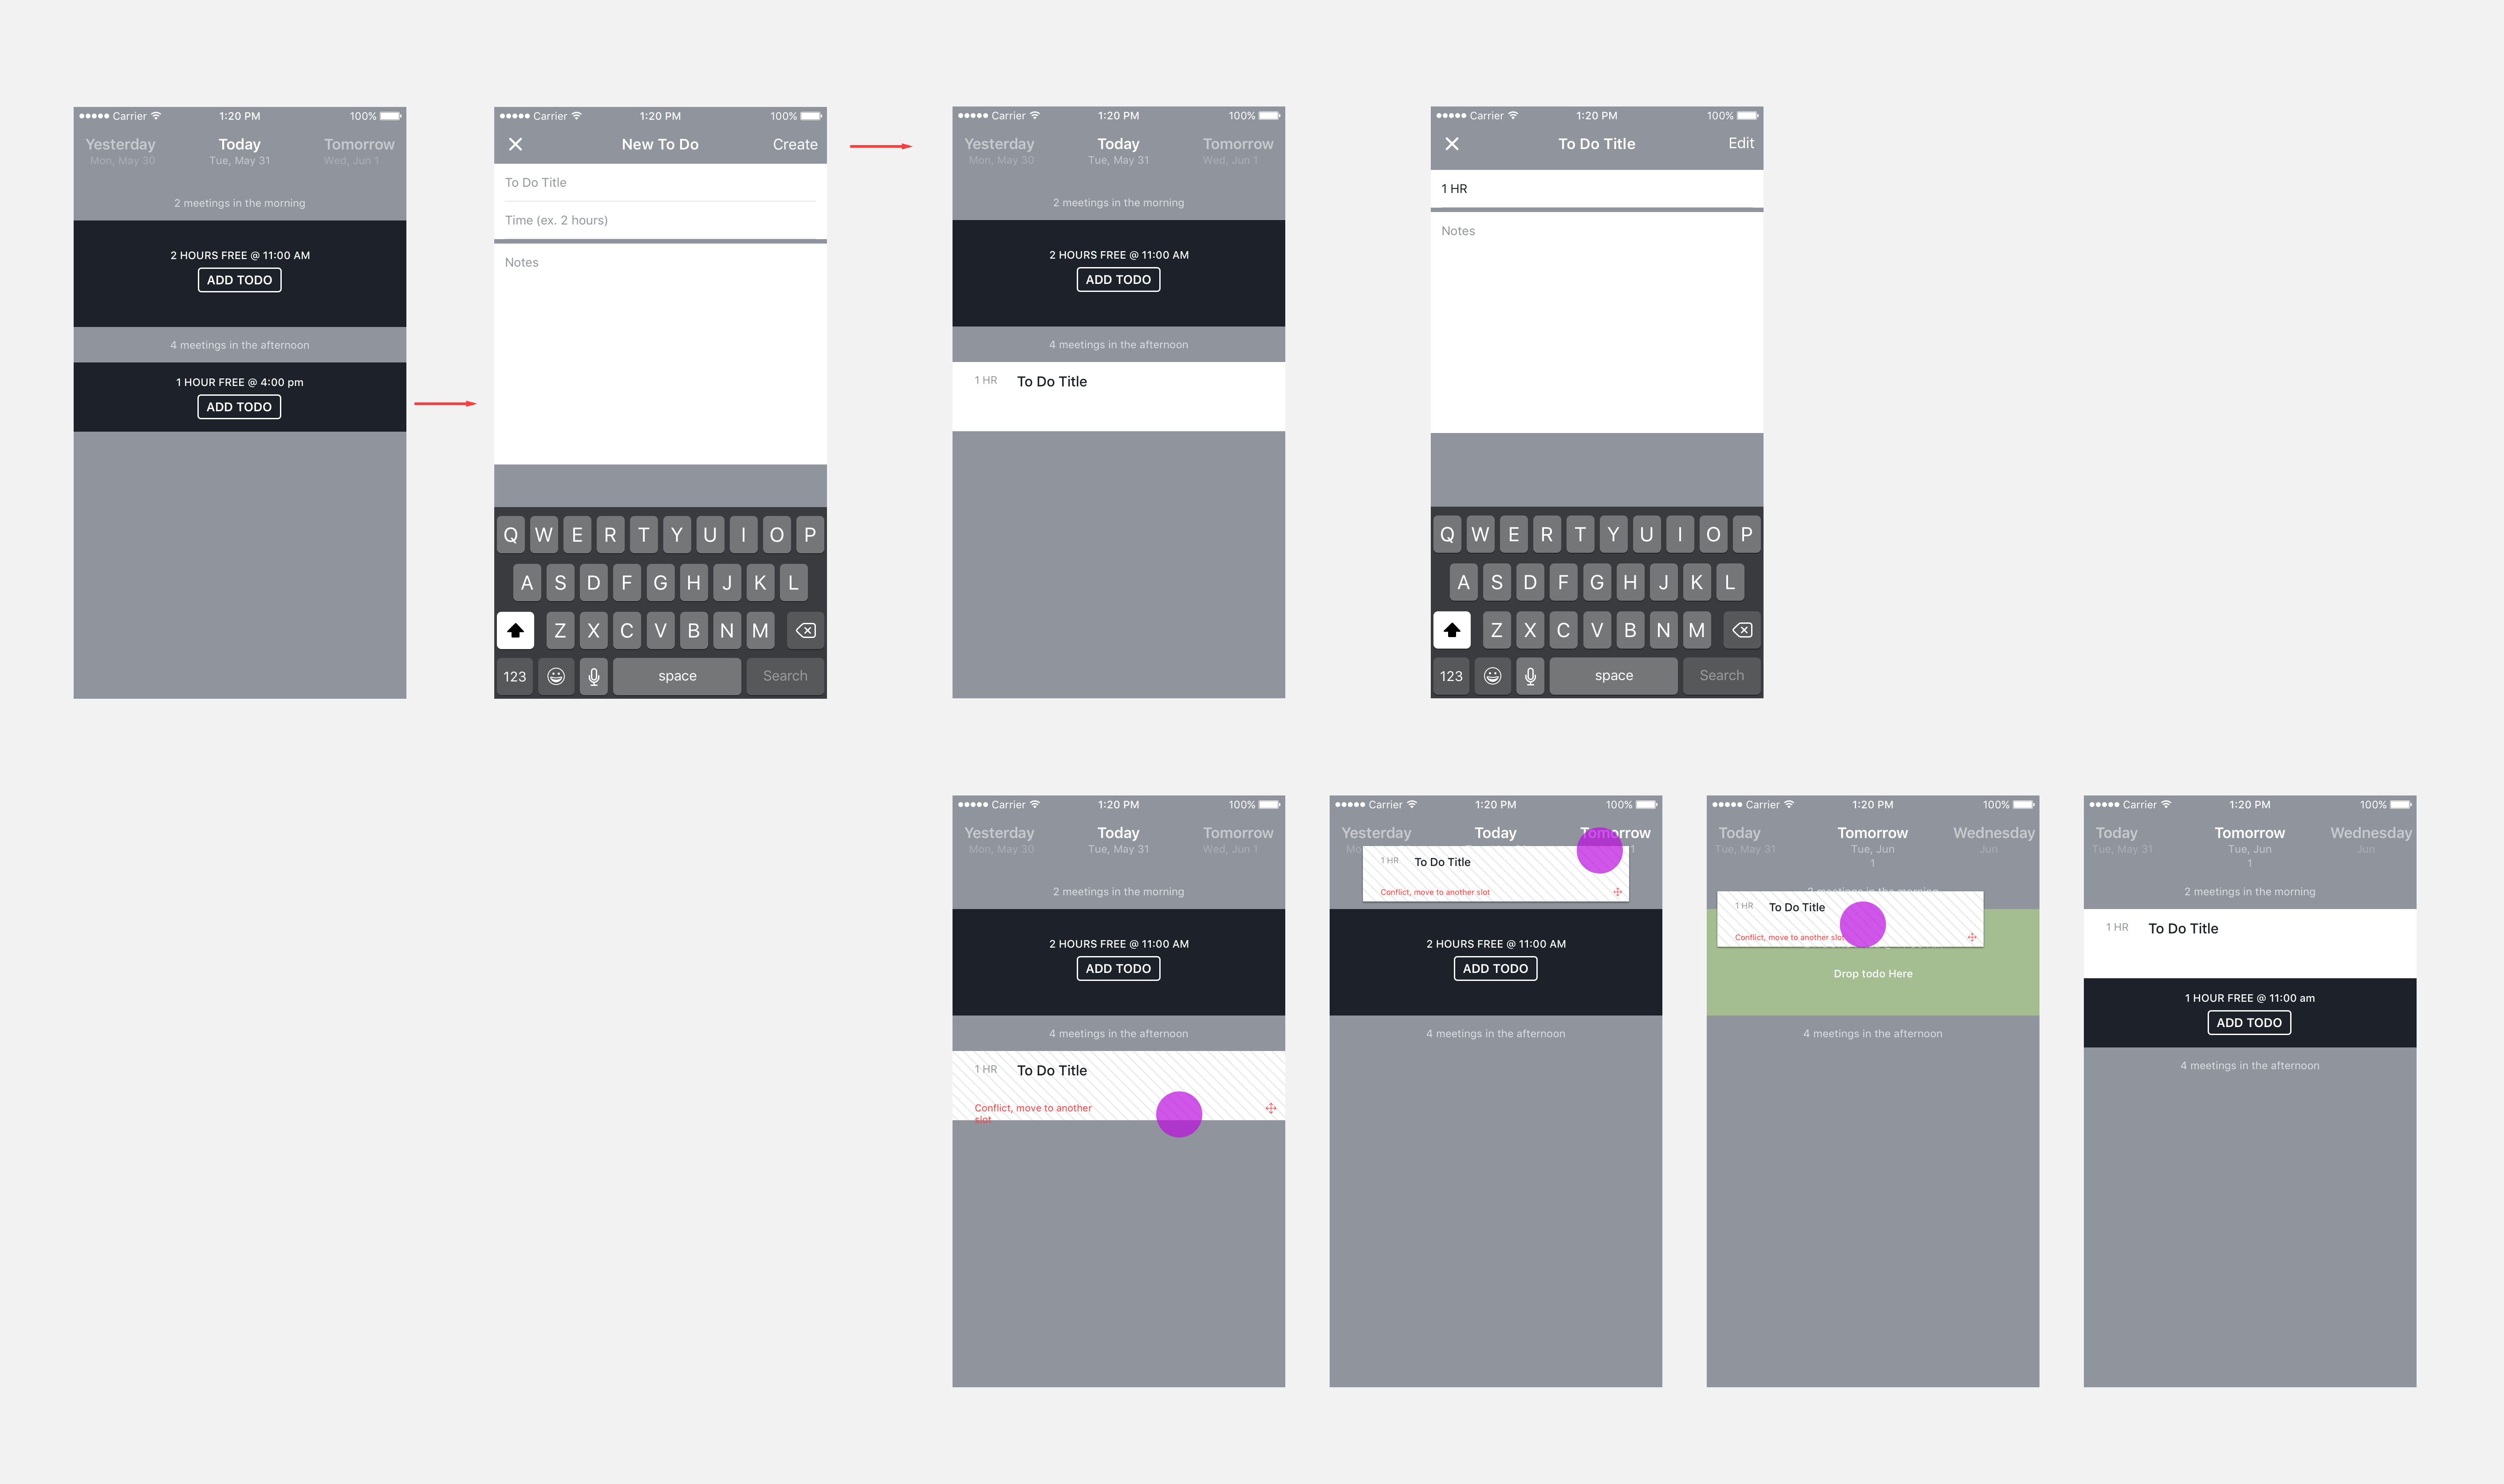 Carrier 1:20 PM 100%
Yesterday Today Tomorrow
Mon, May 30 Tue, May 31 Wed, Jun 1
2 meetings in the morning
2 HOURS FREE @ 11:00 AM
ADD TODO
4 meetings in the afternoon
1 HOUR FREE @ 4:00 pm
ADD TODO
Carrier 1:20 PM 100%
New To Do Create
To Do Title
Time (ex. 2 hours)
Notes
Q W E R T Y U I O P
A S D F G H J K L
Z X C V B N M
123 space Search
Carrier 1:20 PM 100%
Yesterday Today Tomorrow
Mon, May 30 Tue, May 31 Wed, Jun 1
2 meetings in the morning
2 HOURS FREE @ 11:00 AM
ADD TODO
4 meetings in the afternoon
1 HR To Do Title
Carrier 1:20 PM 100%
To Do Title Edit
1 HR
Notes
Q W E R T Y U I O P
A S D F G H J K L
Z X C V B N M
123 space Search
Carrier 1:20 PM 100%
Yesterday Today Tomorrow
Mon, May 30 Tue, May 31 Wed, Jun 1
2 meetings in the morning
2 HOURS FREE @ 11:00 AM
ADD TODO
4 meetings in the afternoon
1 HR To Do Title
Conflict, move to another
slot
Carrier 1:20 PM 100%
Yesterday Today Tomorrow
1 HR To Do Title
Conflict, move to another slot
2 HOURS FREE @ 11:00 AM
ADD TODO
4 meetings in the afternoon
Carrier 1:20 PM 100%
Today Tomorrow Wednesday
Tue, May 31 Tue, Jun Jun
1
2 meetings in the morning
1 HR To Do Title
Conflict, move to another slot
Drop todo Here
4 meetings in the afternoon
Carrier 1:20 PM 100%
Today Tomorrow Wednesday
Tue, May 31 Tue, Jun Jun
1
2 meetings in the morning
1 HR To Do Title
1 HOUR FREE @ 11:00 am
ADD TODO
4 meetings in the afternoon